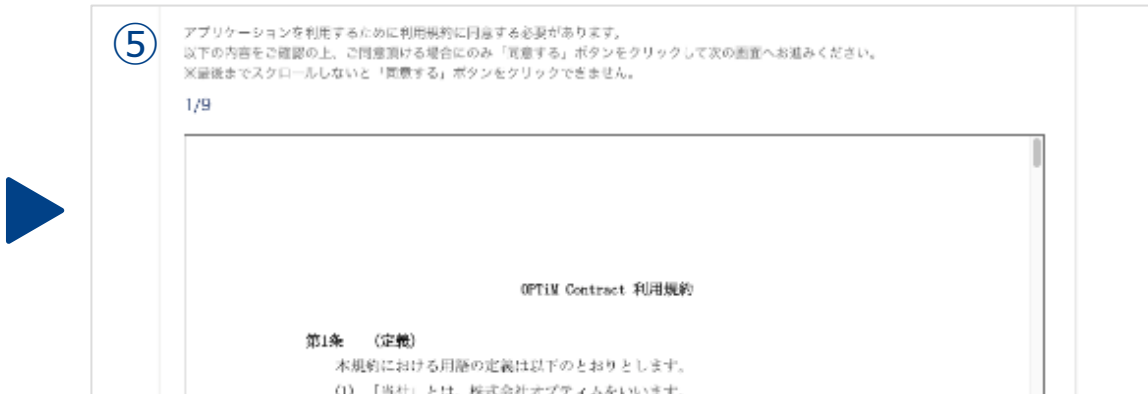 ⑤
アプリケーションを利用するために利用規約に同意する必要があります。
以下の内容をご確認の上、ご同意頂ける場合にのみ「同意する」ボタンをクリックして次の画面へお進みください。
※最後までスクロールしないと「同意する」ボタンをクリックできません。
1/9
OPTiM Contract 利用規約
第1条 （定義）
本規約における用語の定義は以下のとおりとします。
(1) 「当社」とは、株式会社オプティムをいいます。